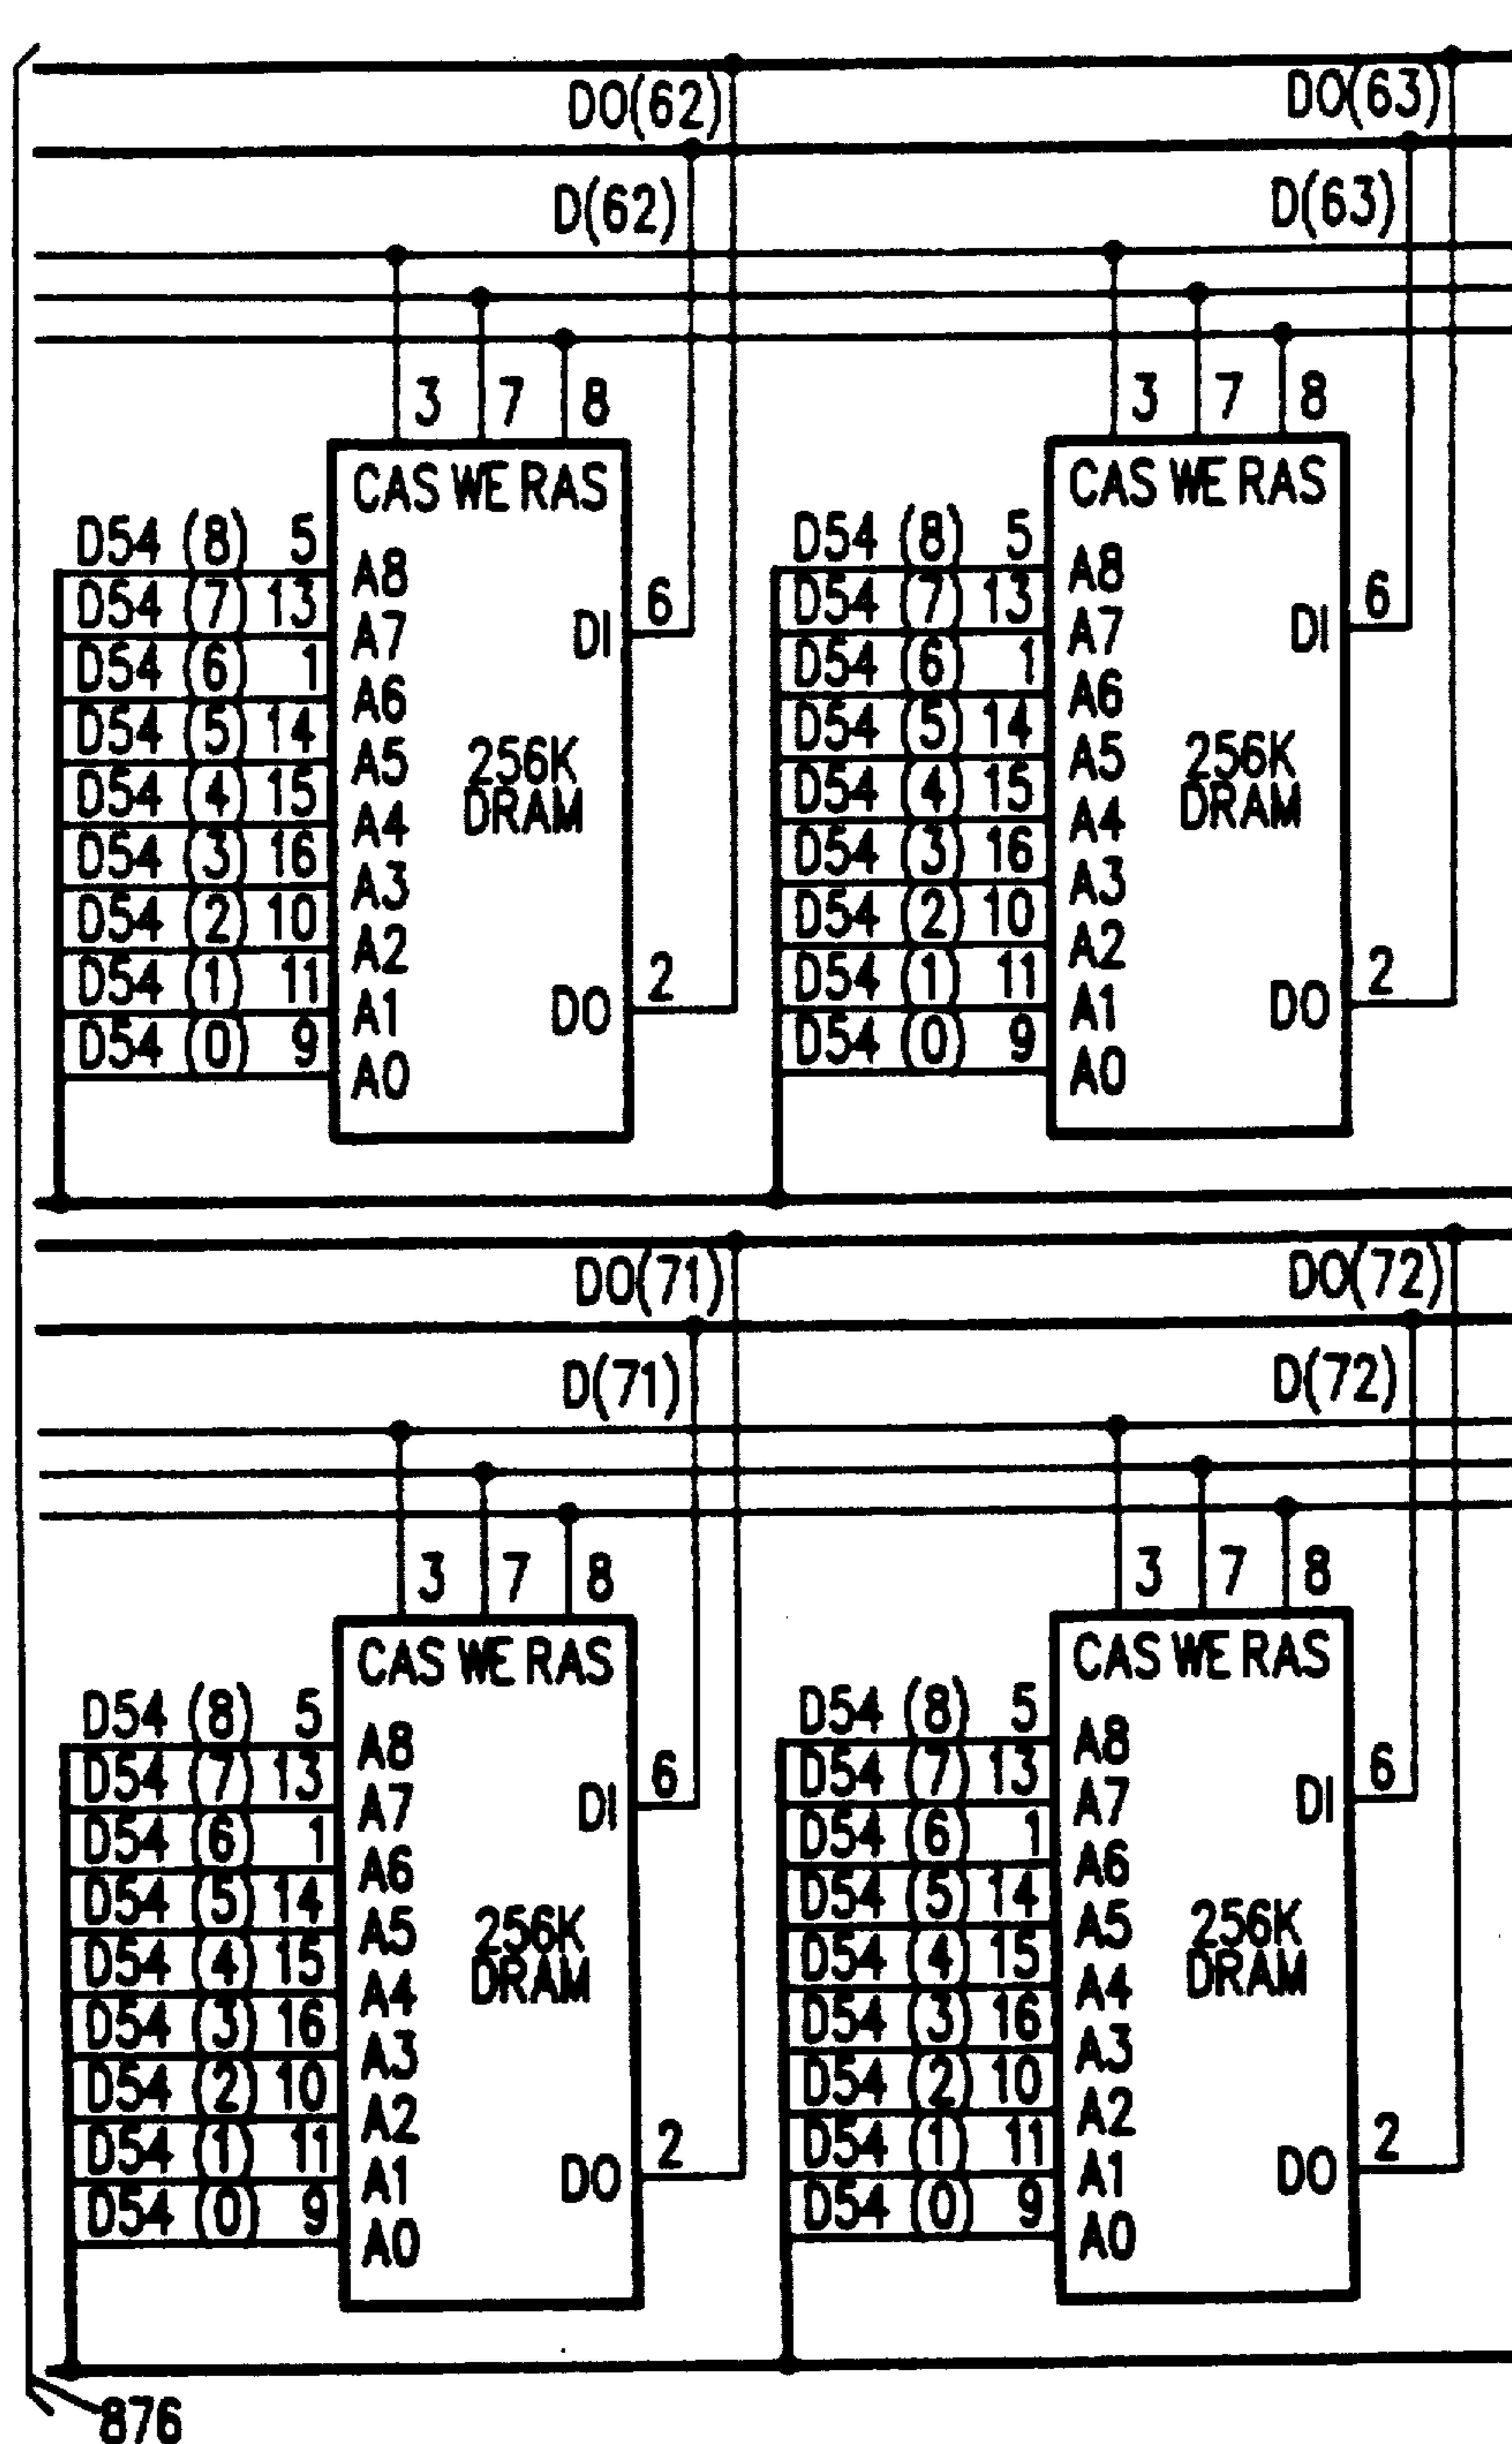 DO(62) DO(63)
D(62) D(63)
3 7 8 3 7 8
CAS WE RAS CAS WE RAS
D54 (8) 5 A8 D54 (8) 5 A8
D54 (7) 13 A7 DI 6 D54 (7) 13 A7 DI 6
D54 (6) 1 A6 D54 (6) 1 A6
D54 (5) 14 A5 256K D54 (5) 14 A5 256K
D54 (4) 15 A4 DRAM D54 (4) 15 A4 DRAM
D54 (3) 16 A3 D54 (3) 16 A3
D54 (2) 10 A2 D54 (2) 10 A2
D54 (1) 11 A1 DO 2 D54 (1) 11 A1 DO 2
D54 (0) 9 A0 D54 (0) 9 A0
DO(71) DO(72)
D(71) D(72)
3 7 8 3 7 8
CAS WE RAS CAS WE RAS
D54 (8) 5 A8 D54 (8) 5 A8
D54 (7) 13 A7 DI 6 D54 (7) 13 A7 DI 6
D54 (6) 1 A6 D54 (6) 1 A6
D54 (5) 14 A5 256K D54 (5) 14 A5 256K
D54 (4) 15 A4 DRAM D54 (4) 15 A4 DRAM
D54 (3) 16 A3 D54 (3) 16 A3
D54 (2) 10 A2 D54 (2) 10 A2
D54 (1) 11 A1 DO 2 D54 (1) 11 A1 DO 2
D54 (0) 9 A0 D54 (0) 9 A0
876